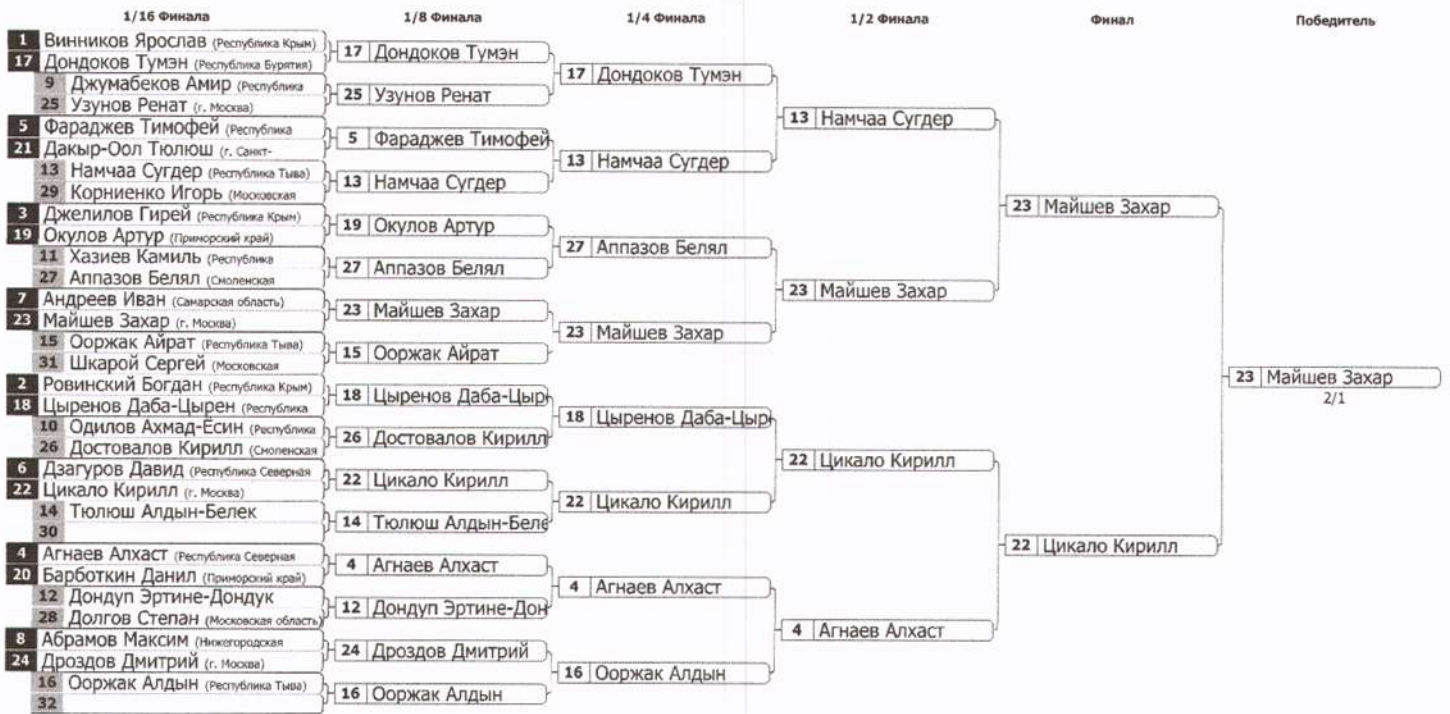 1/16 Финала 1/8 Финала 1/4 Финала 1/2 Финала Финал Победитель
1 Винников Ярослав (Республика Крым)
17 Дондоков Тумэн (Республика Бурятия)
9 Джумабеков Амир (Республика
25 Узунов Ренат (г. Москва)
5 Фараджев Тимофей (Республика
21 Дакыр-Оол Тюлюш (г. Санкт-
13 Намчаа Сугдер (Республика Тыва)
29 Корниенко Игорь (Московская
3 Джелилов Гирей (Республика Крым)
19 Окулов Артур (Приморский край)
11 Хазиев Камиль (Республика
27 Аппазов Белял (Смоленская
7 Андреев Иван (Самарская область)
23 Майшев Захар (г. Москва)
15 Ооржак Айрат (Республика Тыва)
31 Шкарой Сергей (Московская
2 Ровинский Богдан (Республика Крым)
18 Цыренов Даба-Цырен (Республика
10 Одилов Ахмад-Ёсин (Республика
26 Достовалов Кирилл (Смоленская
6 Дзагуров Давид (Республика Северная
22 Цикало Кирилл (г. Москва)
14 Тюлюш Алдын-Белек
30
4 Агнаев Алхаст (Республика Северная
20 Барботкин Данил (Приморский край)
12 Дондуп Эртине-Дондук
28 Долгов Степан (Московская область)
8 Абрамов Максим (Нижегородская
24 Дроздов Дмитрий (г. Москва)
16 Ооржак Алдын (Республика Тыва)
32
17 Дондоков Тумэн
25 Узунов Ренат
5 Фараджев Тимофей
13 Намчаа Сугдер
19 Окулов Артур
27 Аппазов Белял
23 Майшев Захар
15 Ооржак Айрат
18 Цыренов Даба-Цыр
26 Достовалов Кирилл
22 Цикало Кирилл
14 Тюлюш Алдын-Беле
4 Агнаев Алхаст
12 Дондуп Эртине-Дон
24 Дроздов Дмитрий
16 Ооржак Алдын
17 Дондоков Тумэн
13 Намчаа Сугдер
27 Аппазов Белял
23 Майшев Захар
18 Цыренов Даба-Цыр
22 Цикало Кирилл
4 Агнаев Алхаст
16 Ооржак Алдын
13 Намчаа Сугдер
23 Майшев Захар
22 Цикало Кирилл
4 Агнаев Алхаст
23 Майшев Захар
22 Цикало Кирилл
23 Майшев Захар
2/1